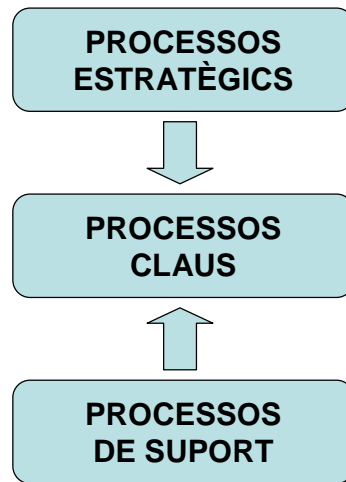 PROCESSOS
ESTRATÈGICS
PROCESSOS
CLAUS
PROCESSOS
DE SUPORT